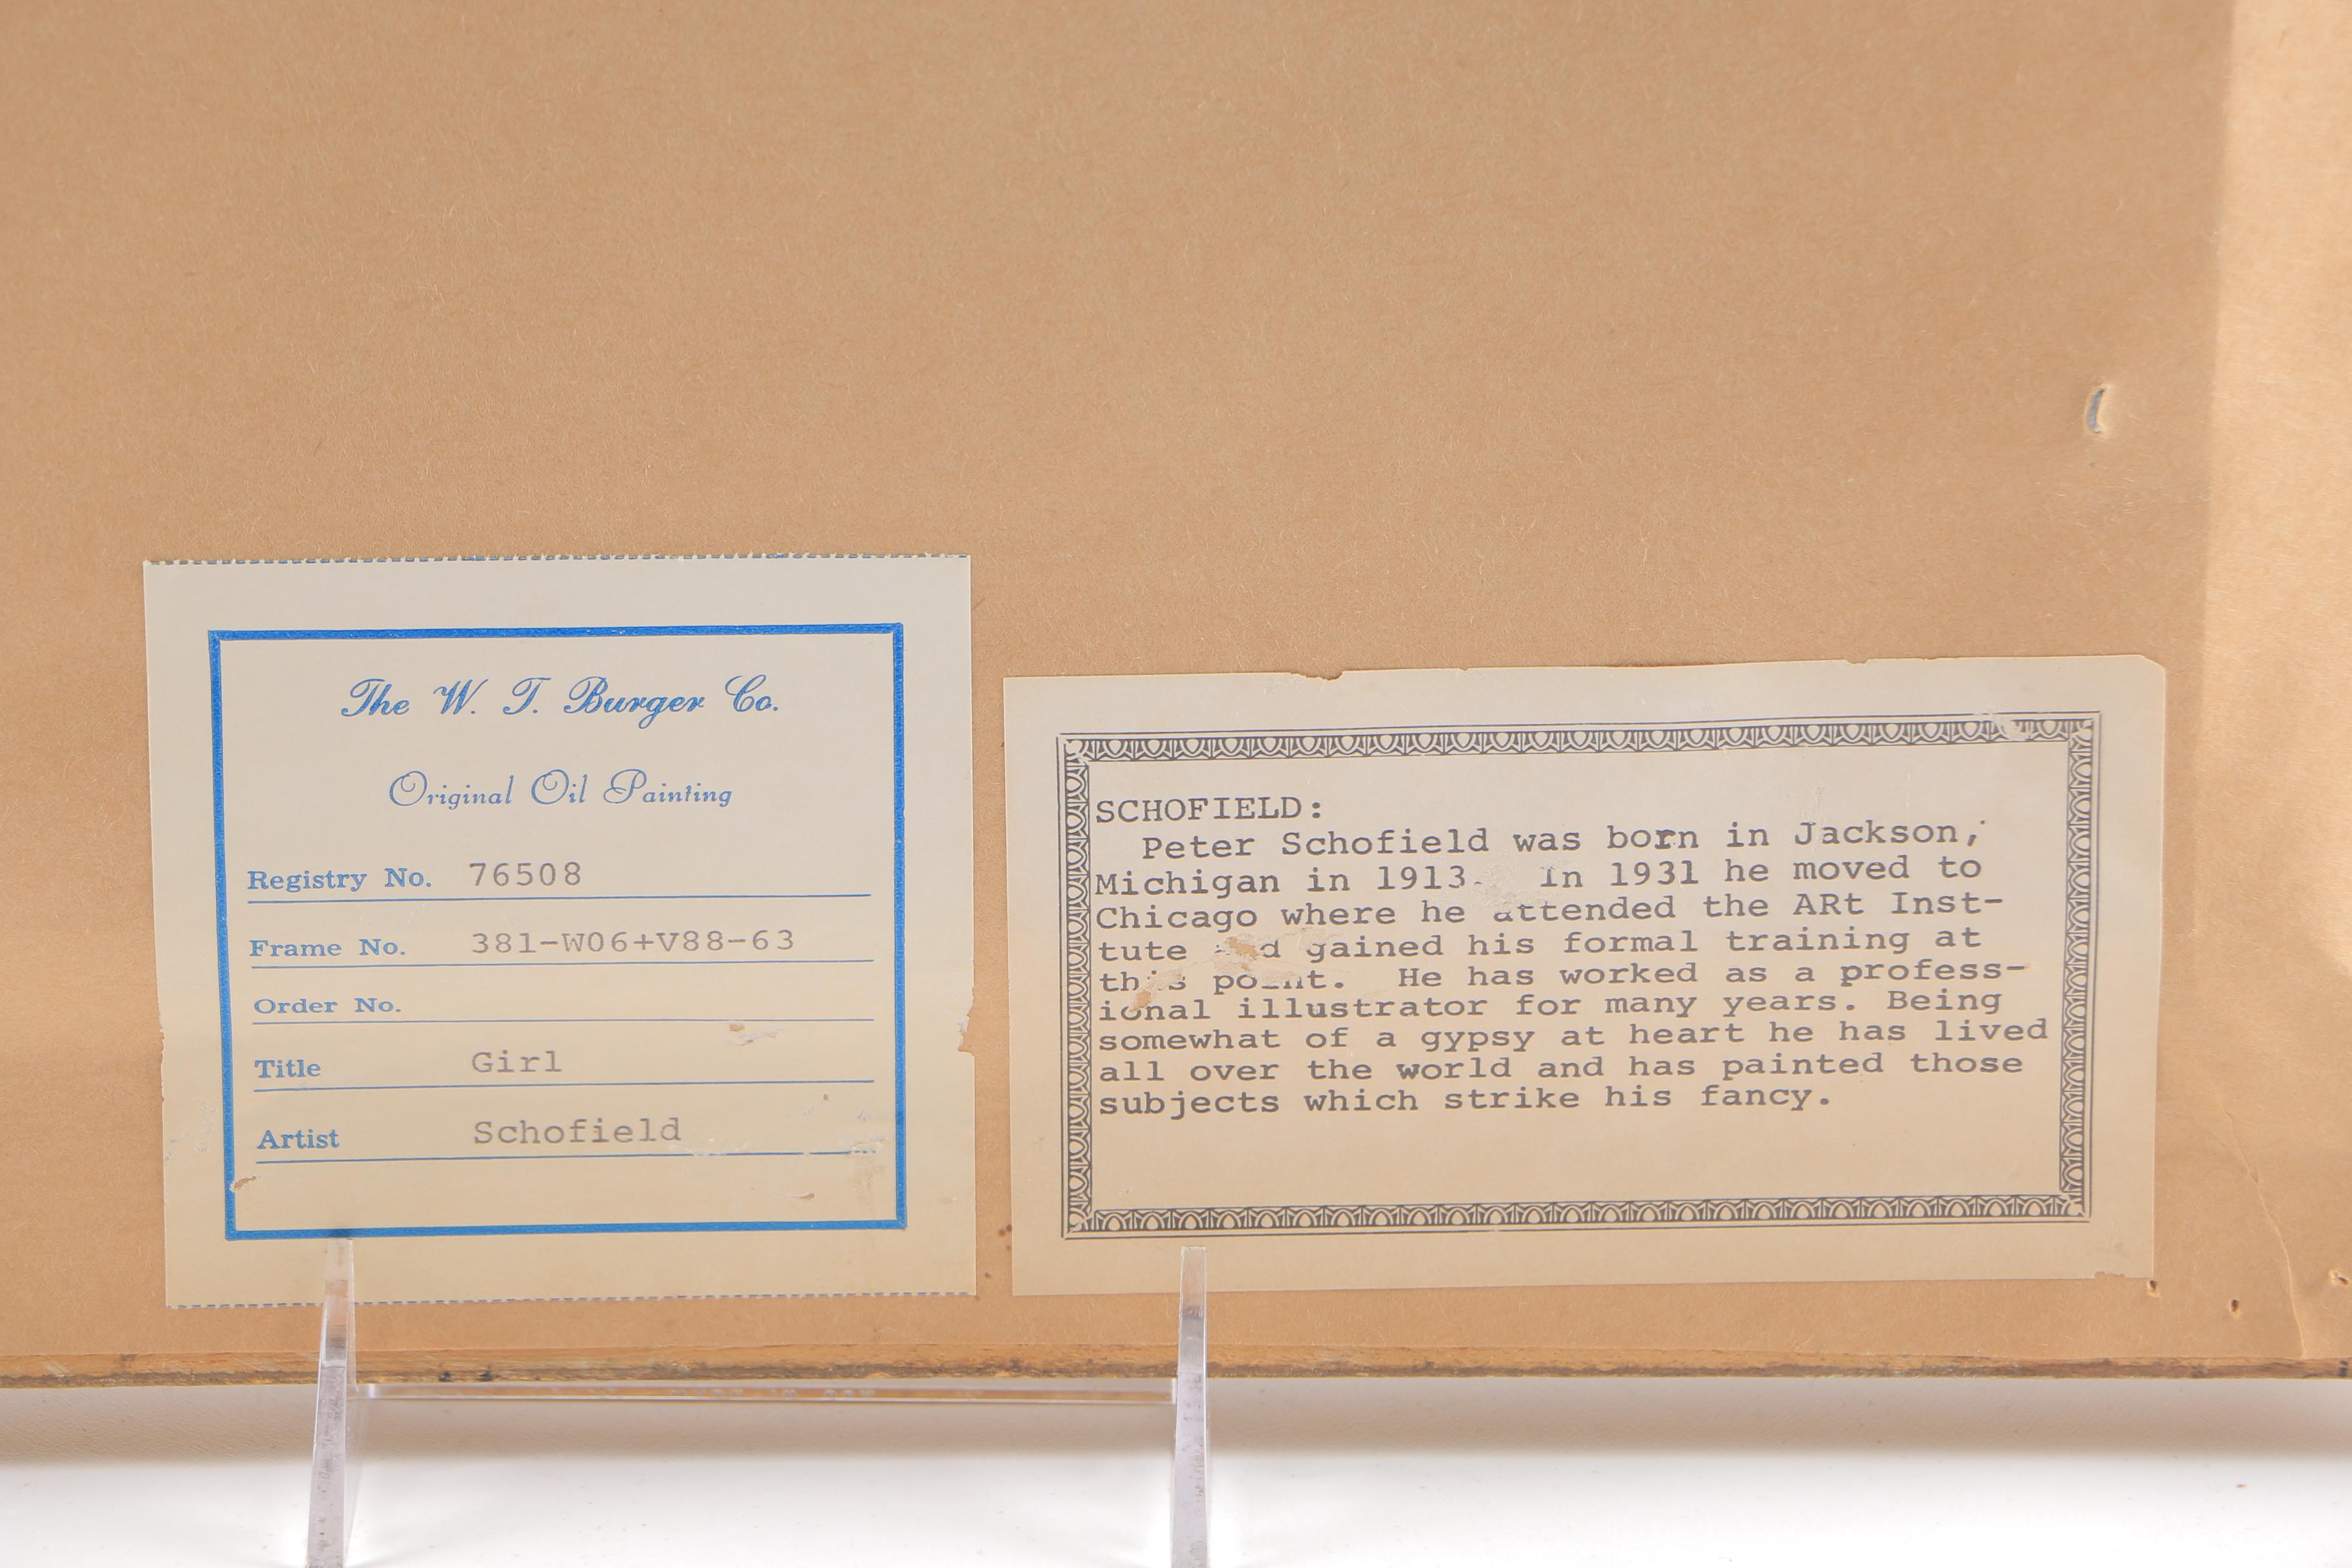 The W. T. Burger Co.
Original Oil Painting
Registry No. 76508
Frame No. 381-W06+V88-63
Order No.
Title Girl
Artist Schofield
SCHOFIELD:
Peter Schofield was born in Jackson,
Michigan in 1913. In 1931 he moved to
Chicago where he attended the ARt Inst-
tute and gained his formal training at
this point. He has worked as a profess-
ional illustrator for many years. Being
somewhat of a gypsy at heart he has lived
all over the world and has painted those
subjects which strike his fancy.